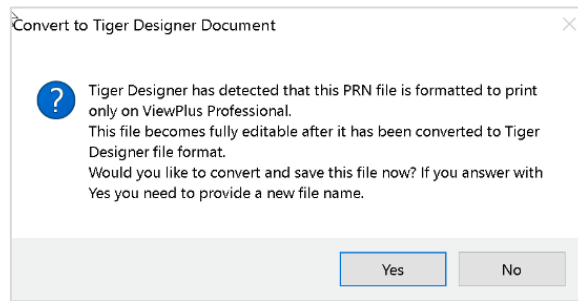 Convert to Tiger Designer Document
Tiger Designer has detected that this PRN file is formatted to print
only on ViewPlus Professional.
This file becomes fully editable after it has been converted to Tiger
Designer file format.
Would you like to convert and save this file now? If you answer with
Yes you need to provide a new file name.
Yes
No